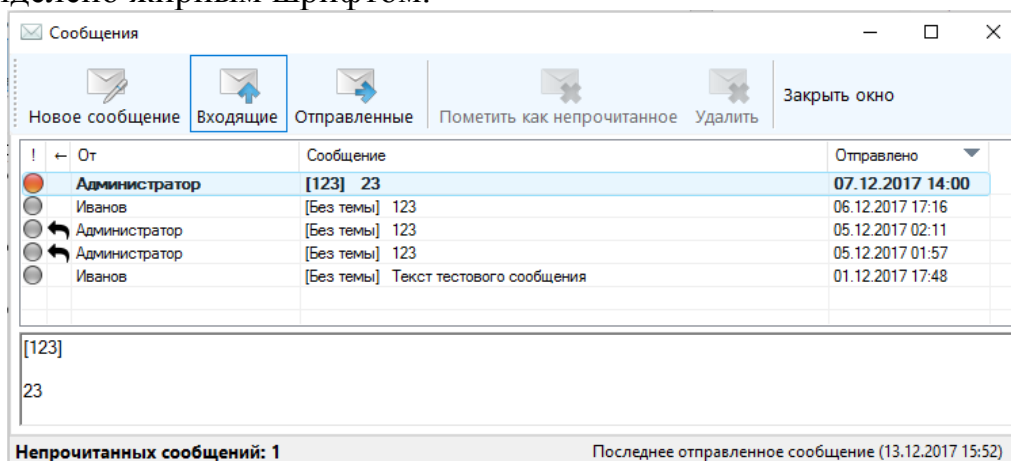 делено жирным шрифтом.
Сообщения
Новое сообщение Входящие Отправленные Пометить как непрочитанное Удалить Закрыть окно
! ← От Сообщение Отправлено
Администратор [123] 23 07.12.2017 14:00
Иванов [Без темы] 123 06.12.2017 17:16
Администратор [Без темы] 123 05.12.2017 02:11
Администратор [Без темы] 123 05.12.2017 01:57
Иванов [Без темы] Текст тестового сообщения 01.12.2017 17:48
[123]
23
Непрочитанных сообщений: 1 Последнее отправленное сообщение (13.12.2017 15:52)